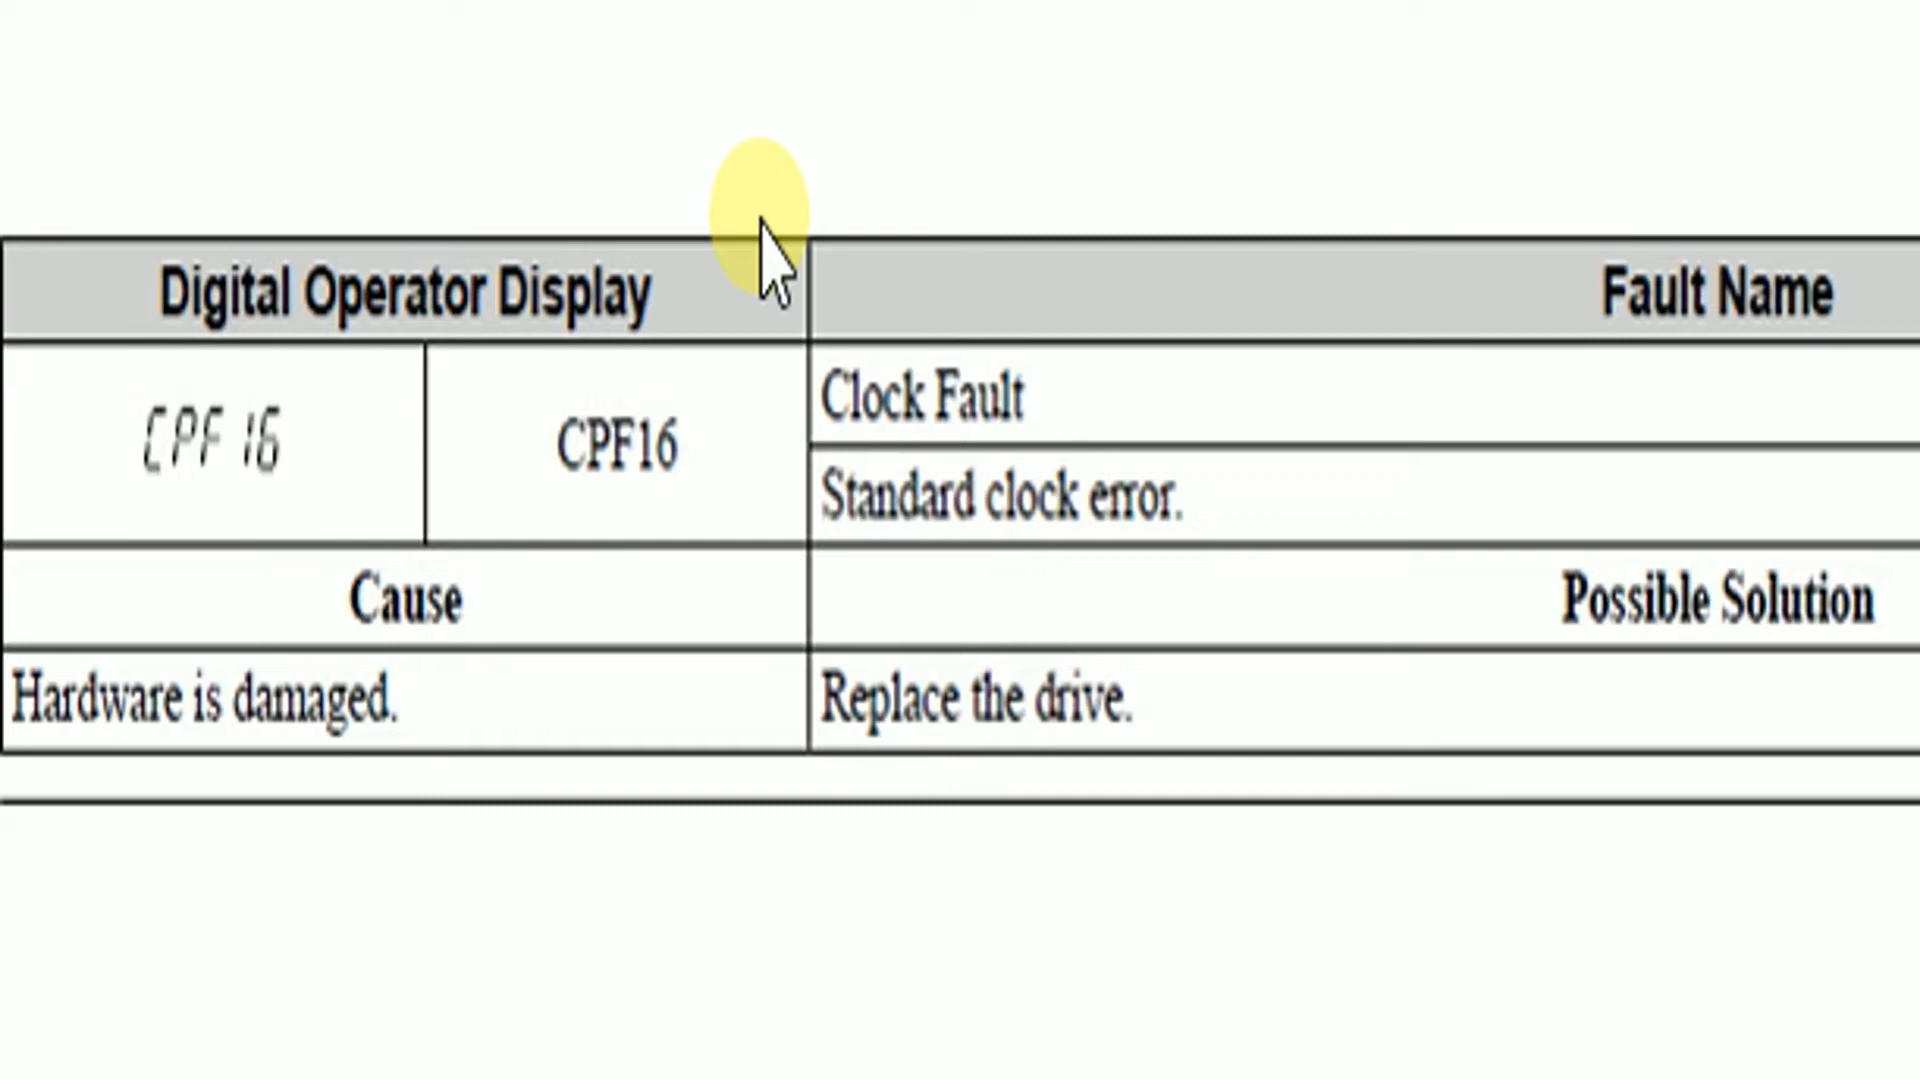 Digital Operator Display
Fault Name
CPF16
CPF16
Clock Fault
Standard clock error.
Cause
Possible Solution
Hardware is damaged.
Replace the drive.